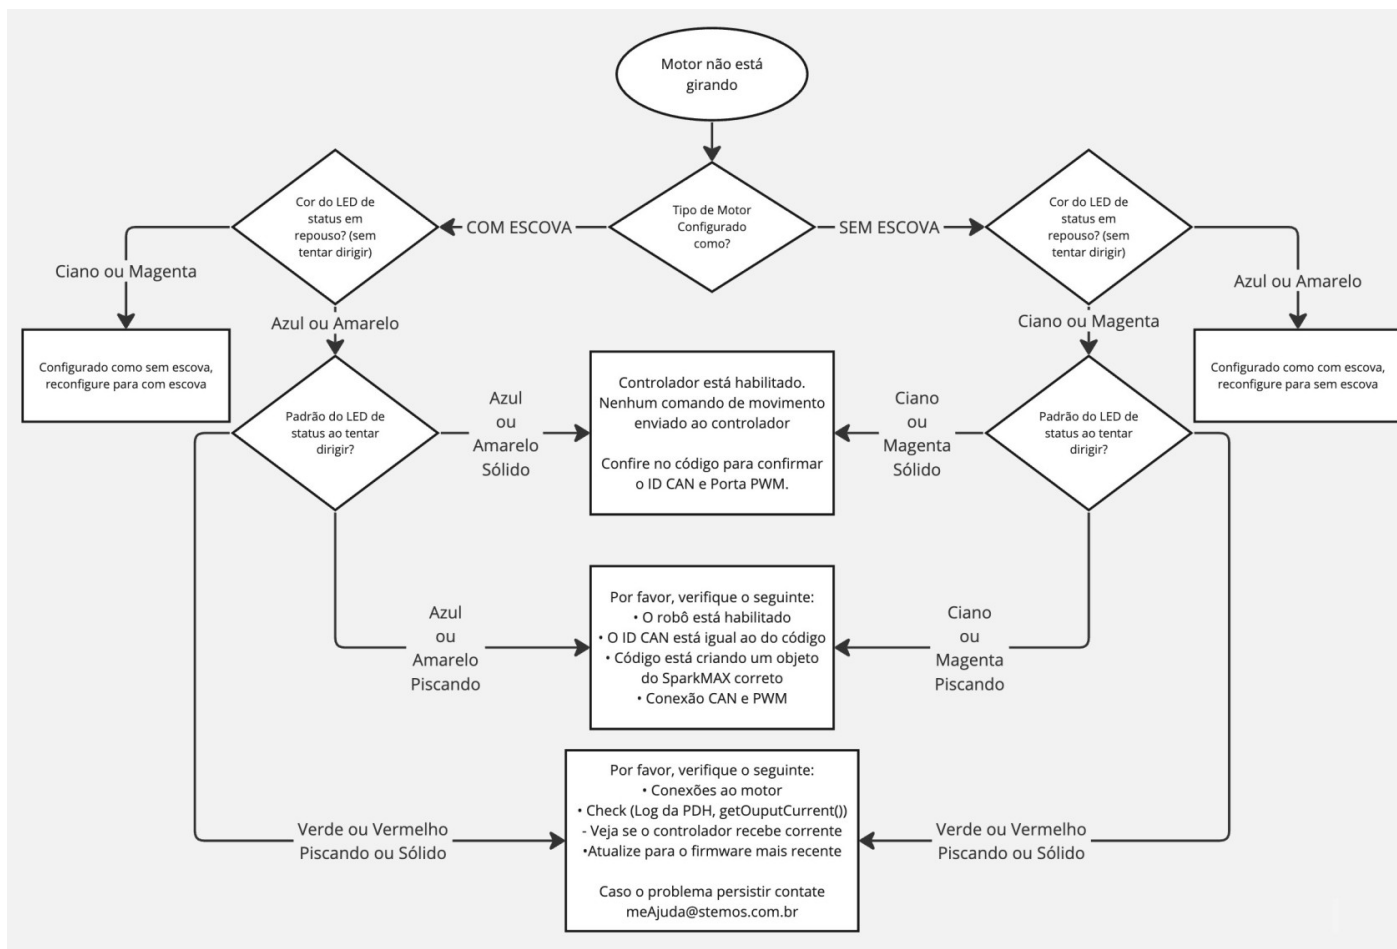 Motor não está
girando
Tipo de Motor
Configurado
como?
COM ESCOVA
SEM ESCOVA
Cor do LED de
status em
repouso? (sem
tentar dirigir)
Cor do LED de
status em
repouso? (sem
tentar dirigir)
Ciano ou Magenta
Azul ou Amarelo
Ciano ou Magenta
Azul ou Amarelo
Configurado como sem escova,
reconfigure para com escova
Configurado como com escova,
reconfigure para sem escova
Padrão do LED de
status ao tentar
dirigir?
Padrão do LED de
status ao tentar
dirigir?
Azul
ou
Amarelo
Sólido
Controlador está habilitado.
Nenhum comando de movimento
enviado ao controlador
Confire no código para confirmar
o ID CAN e Porta PWM.
Ciano
ou
Magenta
Sólido
Azul
ou
Amarelo
Piscando
Por favor, verifique o seguinte:
• O robô está habilitado
• O ID CAN está igual ao do código
• Código está criando um objeto
do SparkMAX correto
• Conexão CAN e PWM
Ciano
ou
Magenta
Piscando
Verde ou Vermelho
Piscando ou Sólido
Por favor, verifique o seguinte:
• Conexões ao motor
• Check (Log da PDH, getOuputCurrent())
- Veja se o controlador recebe corrente
•Atualize para o firmware mais recente
Caso o problema persistir contate
meAjuda@stemos.com.br
Verde ou Vermelho
Piscando ou Sólido